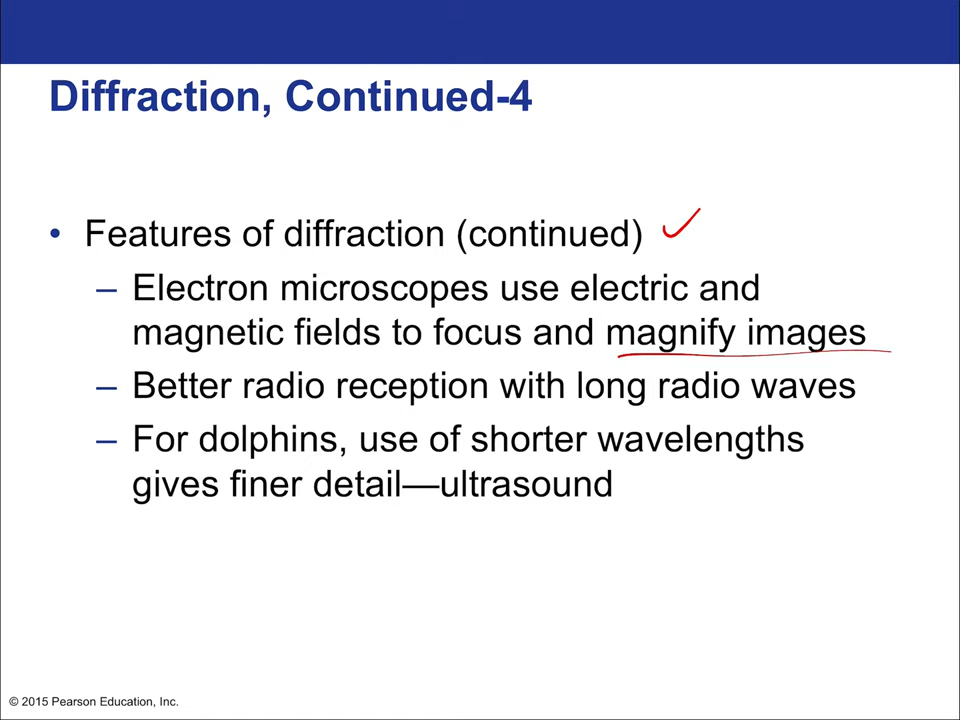 Diffraction, Continued-4
• Features of diffraction (continued)
– Electron microscopes use electric and
magnetic fields to focus and magnify images
– Better radio reception with long radio waves
– For dolphins, use of shorter wavelengths
gives finer detail—ultrasound
© 2015 Pearson Education, Inc.